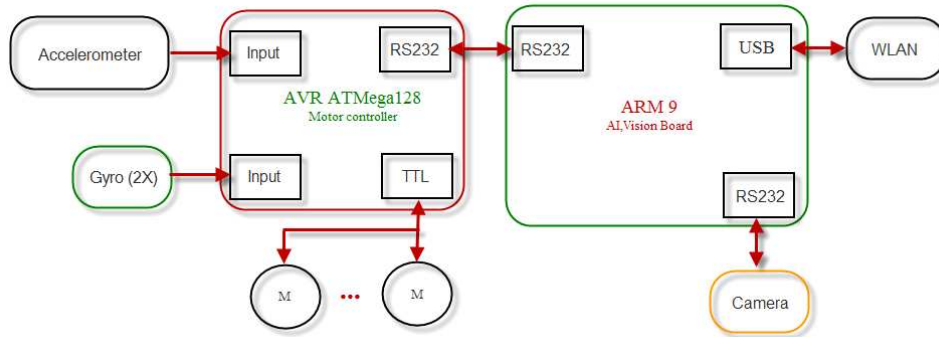 Accelerometer
Input
RS232
RS232
USB
WLAN
AVR ATMega128
Motor controller
ARM 9
AI,Vision Board
Gyro (2X)
Input
TTL
RS232
M
...
M
Camera